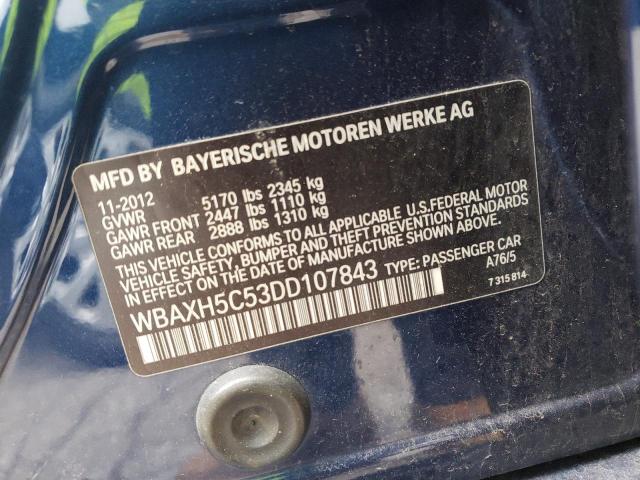 MFD BY BAYERISCHE MOTOREN WERKE AG
11-2012
GVWR 5170 lbs 2345 kg
GAWR FRONT 2447 lbs 1110 kg
GAWR REAR 2888 lbs 1310 kg
THIS VEHICLE CONFORMS TO ALL APPLICABLE U.S.FEDERAL MOTOR
VEHICLE SAFETY, BUMPER AND THEFT PREVENTION STANDARDS
IN EFFECT ON THE DATE OF MANUFACTURE SHOWN ABOVE.
WBAXH5C53DD107843 TYPE: PASSENGER CAR
A76/5
7 315 814